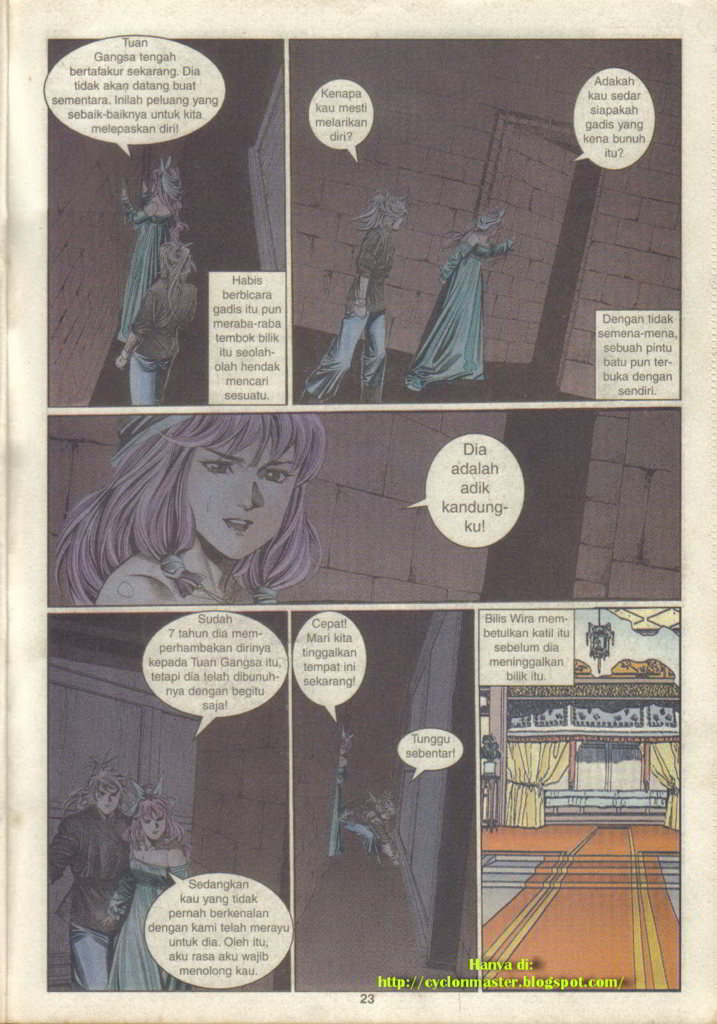 Tuan
Gangsa tengah
bertafakur sekarang. Dia
tidak akan datang buat
sementara. Inilah peluang yang
sebaik-baiknya untuk kita
melepaskan diri!
Habis
berbicara
gadis itu pun
meraba-raba
tembok bilik
itu seolah-
olah hendak
mencari
sesuatu.
Kenapa
kau mesti
melarikan
diri?
Adakah
kau sedar
siapakah
gadis yang
kena bunuh
itu?
Dengan tidak
semena-mena,
sebuah pintu
batu pun ter-
buka dengan
sendiri.
Dia
adalah
adik
kandung-
ku!
Sudah
7 tahun dia mem-
perhambakan dirinya
kepada Tuan Gangsa itu,
tetapi dia telah dibunuh-
nya dengan begitu
saja!
Sedangkan
kau yang tidak
pernah berkenalan
dengan kami telah merayu
untuk dia. Oleh itu,
aku rasa aku wajib
menolong kau.
Cepat!
Mari kita
tinggalkan
tempat ini
sekarang!
Tunggu
sebentar!
Bilis Wira mem-
betulkan katil itu
sebelum dia
meninggalkan
bilik itu.
Hanya di:
http://cyclonmaster.blogspot.com/
23